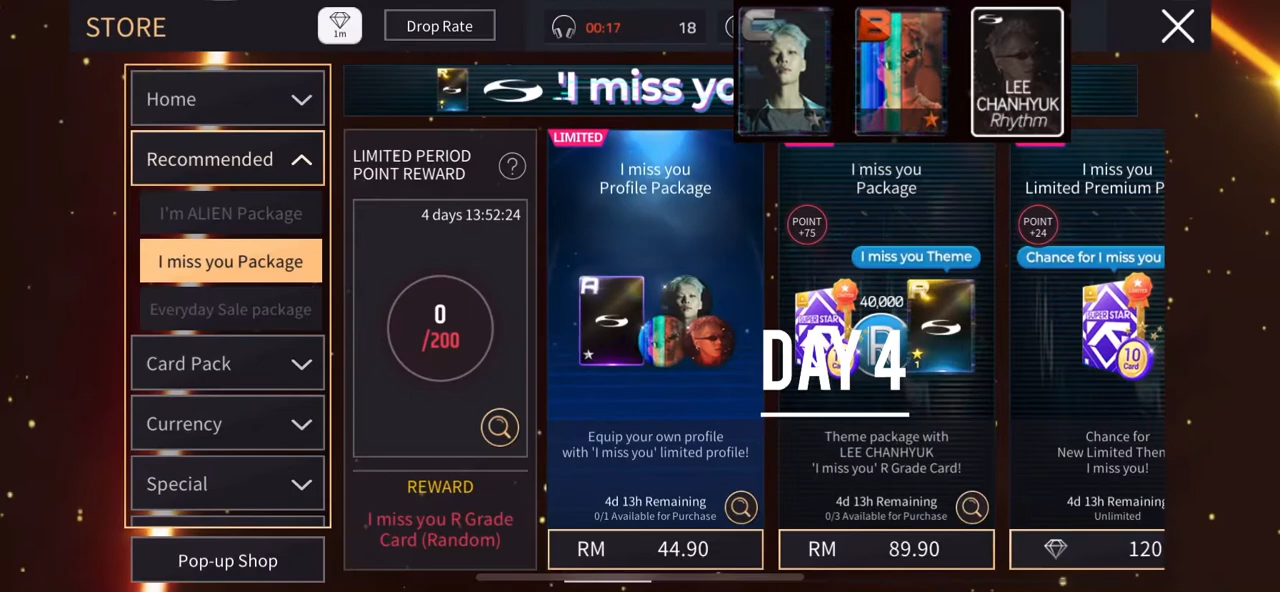 STORE
1m
Drop Rate
00:17
18
LEE
CHANHYUK
Rhythm
Home
Recommended
I'm ALIEN Package
I miss you Package
Everyday Sale package
Card Pack
Currency
Special
Pop-up Shop
'I miss yo
LIMITED PERIOD
POINT REWARD
?
4 days 13:52:24
0
/200
REWARD
I miss you R Grade
Card (Random)
LIMITED
I miss you
Profile Package
R
Equip your own profile
with 'I miss you' limited profile!
4d 13h Remaining
0/1 Available for Purchase
RM 44.90
I miss you
Package
POINT
+75
I miss you Theme
SUPER STAR
40,000
R
R
1
DAY 4
Theme package with
LEE CHANHYUK
'I miss you' R Grade Card!
4d 13h Remaining
0/3 Available for Purchase
RM 89.90
I miss you
Limited Premium P
POINT
+24
Chance for I miss you
SUPER STAR
10
Card
Chance for
New Limited Them
I miss you!
4d 13h Remaining
Unlimited
120